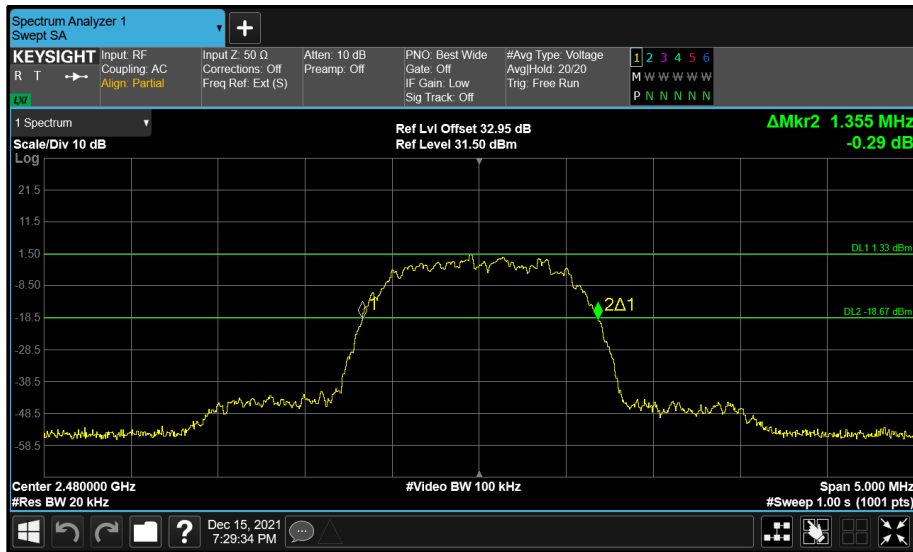 Spectrum Analyzer 1
Swept SA
+
KEYSIGHT
R T
LXI
Input: RF
Coupling: AC
Align: Partial
Input Z: 50 Ω
Corrections: Off
Freq Ref: Ext (S)
Atten: 10 dB
Preamp: Off
PNO: Best Wide
Gate: Off
IF Gain: Low
Sig Track: Off
#Avg Type: Voltage
Avg|Hold: 20/20
Trig: Free Run
1 2 3 4 5 6
M W W W W W
P N N N N N
1 Spectrum
Scale/Div 10 dB
Ref Lvl Offset 32.95 dB
Ref Level 31.50 dBm
ΔMkr2 1.355 MHz
-0.29 dB
Log
21.5
11.5
1.50
DL1 1.33 dBm
-8.50
1
2Δ1
-18.5
DL2 -18.67 dBm
-28.5
-38.5
-48.5
-58.5
Center 2.480000 GHz
#Video BW 100 kHz
Span 5.000 MHz
#Res BW 20 kHz
#Sweep 1.00 s (1001 pts)
?
Dec 15, 2021
7:29:34 PM